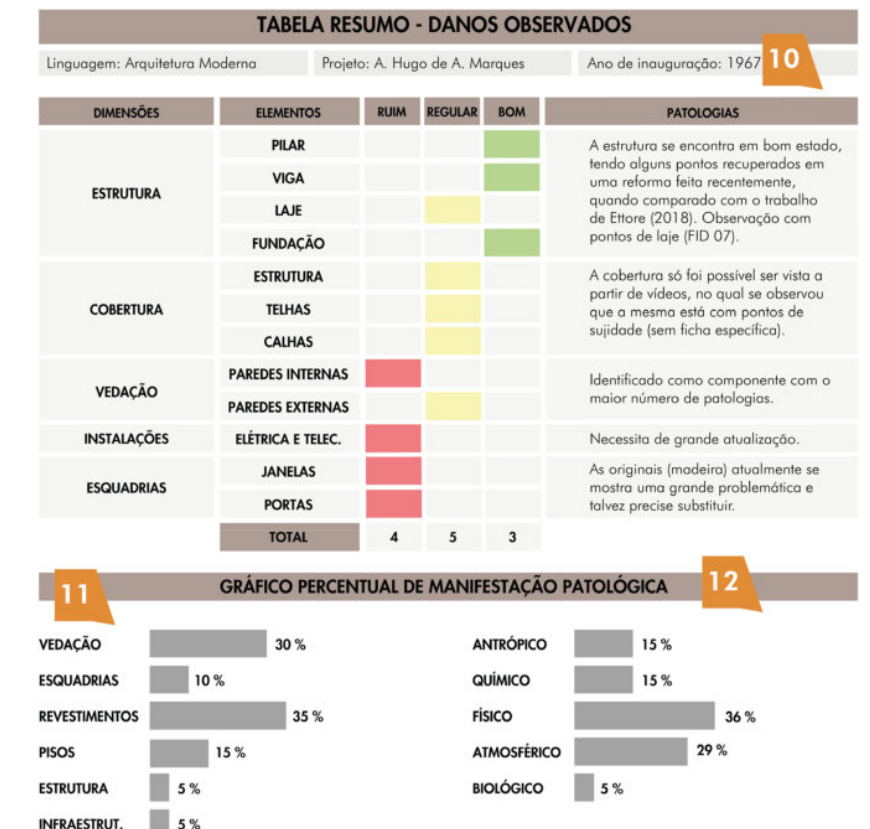 TABELA RESUMO - DANOS OBSERVADOS
Linguagem: Arquitetura Moderna
Projeto: A. Hugo de A. Marques
Ano de inauguração: 1967
10
DIMENSÕES ELEMENTOS RUIM REGULAR BOM PATOLOGIAS
ESTRUTURA
PILAR
VIGA
LAJE
FUNDAÇÃO
A estrutura se encontra em bom estado,
tendo alguns pontos recuperados em
uma reforma feita recentemente,
quando comparado com o trabalho
de Ettore (2018). Observação com
pontos de laje (FID 07).
COBERTURA
ESTRUTURA
TELHAS
CALHAS
A cobertura só foi possível ser vista a
partir de vídeos, no qual se observou
que a mesma está com pontos de
sujidade (sem ficha específica).
VEDAÇÃO
PAREDES INTERNAS
PAREDES EXTERNAS
Identificado como componente com o
maior número de patologias.
INSTALAÇÕES
ELÉTRICA E TELEC.
Necessita de grande atualização.
ESQUADRIAS
JANELAS
PORTAS
As originais (madeira) atualmente se
mostra uma grande problemática e
talvez precise substituir.
TOTAL 4 5 3
11
GRÁFICO PERCENTUAL DE MANIFESTAÇÃO PATOLÓGICA
12
VEDAÇÃO 30 %
ESQUADRIAS 10 %
REVESTIMENTOS 35 %
PISOS 15 %
ESTRUTURA 5 %
INFRAESTRUT. 5 %
ANTRÓPICO 15 %
QUÍMICO 15 %
FÍSICO 36 %
ATMOSFÉRICO 29 %
BIOLÓGICO 5 %